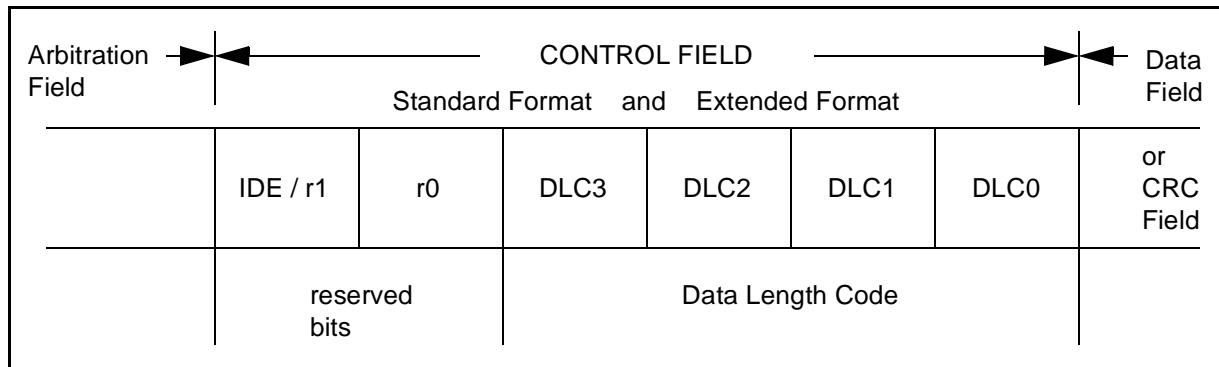 Arbitration
Field
CONTROL FIELD
Standard Format and Extended Format
Data
Field
IDE / r1 r0 DLC3 DLC2 DLC1 DLC0
or
CRC
Field
reserved
bits
Data Length Code